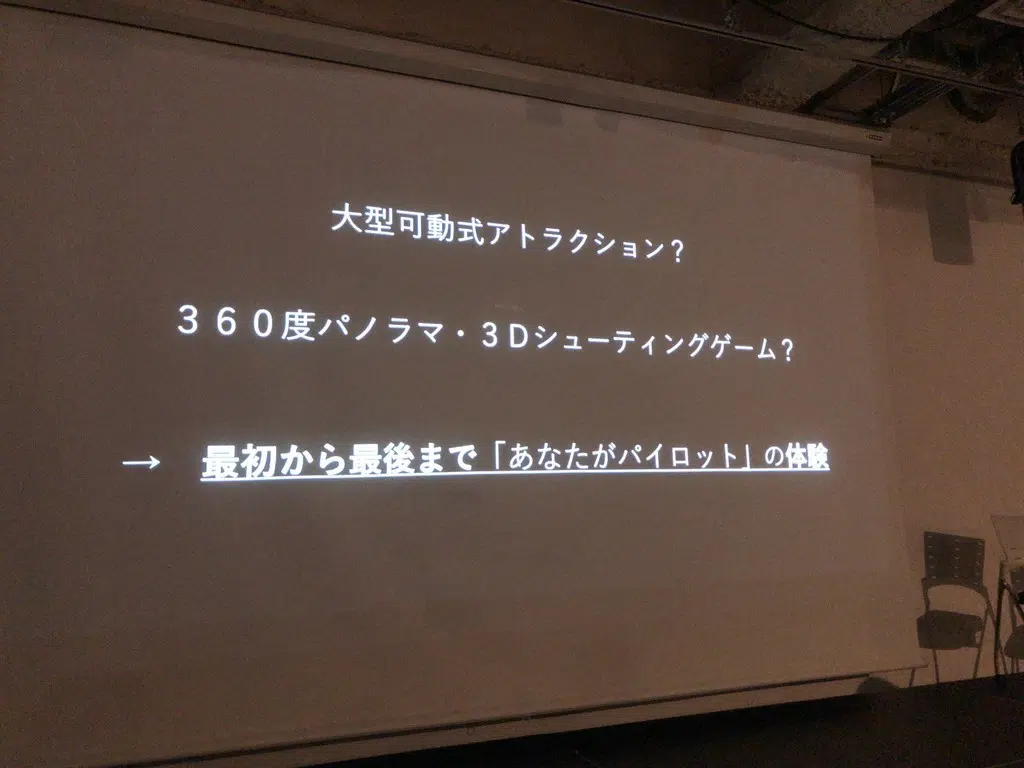 大型可動式アトラクション？
３６０度パノラマ・３Dシューティングゲーム？
→ 最初から最後まで「あなたがパイロット」の体験